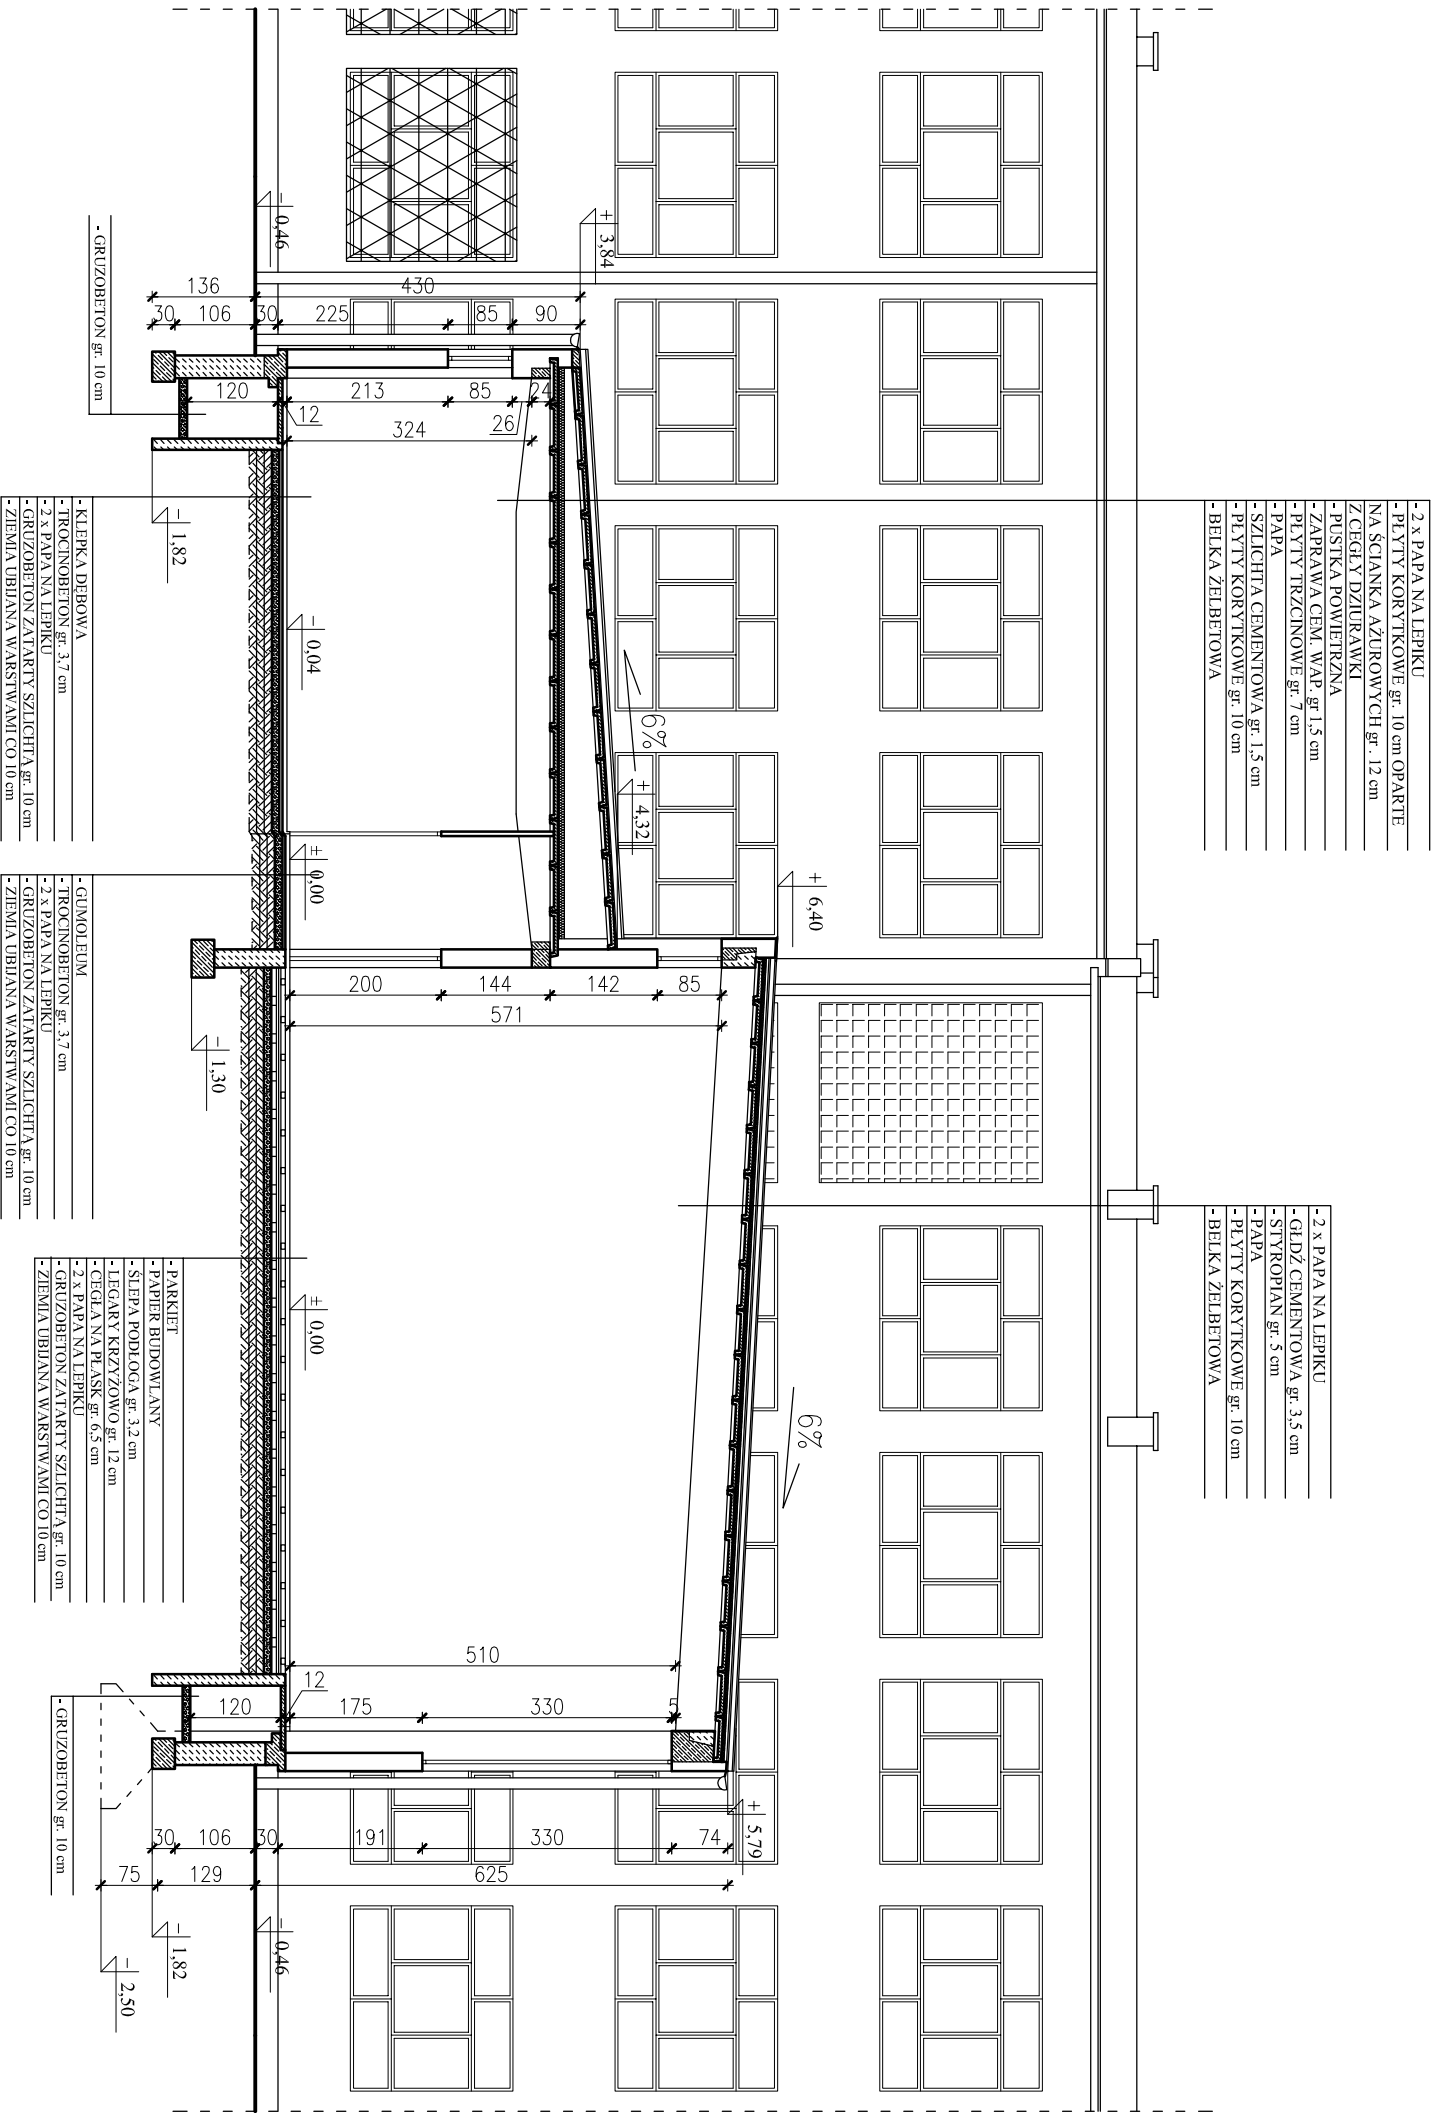 - 2 x PAPA NA LEPIKU
- PŁYTY KORYTKOWE gr. 10 cm OPARTE
NA ŚCIANKA AŻUROWYCH gr . 12 cm
Z CEGŁY DZIURAWKI
- PUSTKA POWIETRZNA
- ZAPRAWA CEM. WAP. gr 1,5 cm
- PŁYTY TRZCINOWE gr. 7 cm
- PAPA
- SZLICHTA CEMENTOWA gr. 1,5 cm
- PŁYTY KORYTKOWE gr. 10 cm
- BELKA ŻELBETOWA
- 2 x PAPA NA LEPIKU
- GŁDŹ CEMENTOWA gr. 3,5 cm
- STYROPIAN gr. 5 cm
- PAPA
- PŁYTY KORYTKOWE gr. 10 cm
- BELKA ŻELBETOWA
+ 6,40
6%
+ 5,79
+ 4,32
6%
+ 3,84
430
90
85
225
30
136
106
30
24
26
85
213
324
12
120
85
142
144
200
571
510
5
330
175
12
120
74
330
191
30
106
30
625
129
75
- 0,46
- 0,04
± 0,00
± 0,00
- 0,46
- 1,82
- 1,30
- 1,82
- 2,50
- GRUZOBETON gr. 10 cm
- KLEPKA DĘBOWA
- TROCINOBETON gr. 3,7 cm
- 2 x PAPA NA LEPIKU
- GRUZOBETON ZATARTY SZLICHTĄ gr. 10 cm
- ZIEMIA UBIJANA WARSTWAMI CO 10 cm
- GUMOLEUM
- TROCINOBETON gr. 3,7 cm
- 2 x PAPA NA LEPIKU
- GRUZOBETON ZATARTY SZLICHTĄ gr. 10 cm
- ZIEMIA UBIJANA WARSTWAMI CO 10 cm
- PARKIET
- PAPIER BUDOWLANY
- ŚLEPA PODŁOGA gr. 3,2 cm
- LEGARY KRZYŻOWO gr. 12 cm
- CEGŁA NA PŁASK gr. 6,5 cm
- 2 x PAPA NA LEPIKU
- GRUZOBETON ZATARTY SZLICHTĄ gr. 10 cm
- ZIEMIA UBIJANA WARSTWAMI CO 10 cm
- GRUZOBETON gr. 10 cm